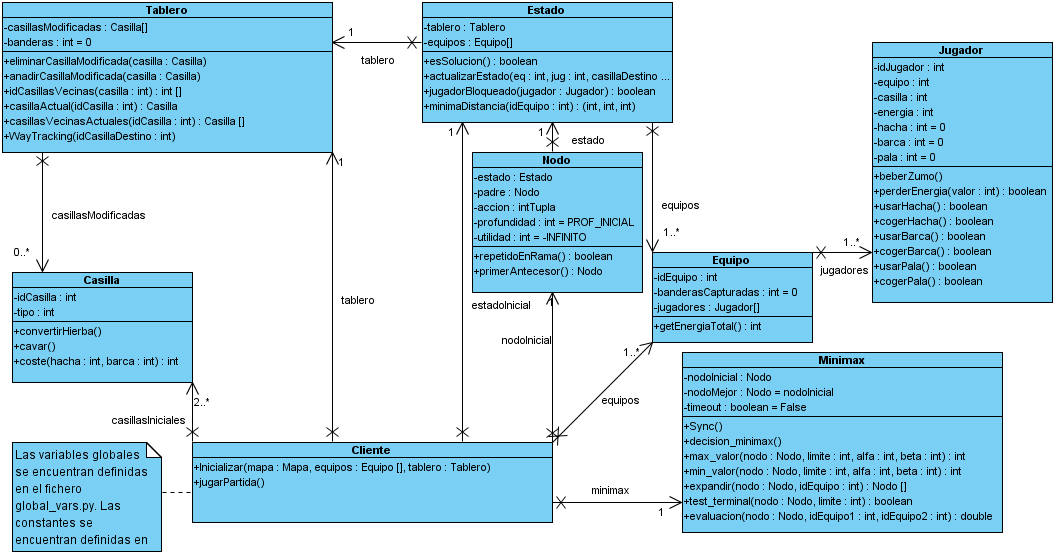 Tablero
-casillasModificadas : Casilla[]
-banderas : int = 0
+eliminarCasillaModificada(casilla : Casilla)
+anadirCasillaModificada(casilla : Casilla)
+idCasillasVecinas(casilla : int) : int []
+casillaActual(idCasilla : int) : Casilla
+casillasVecinasActuales(idCasilla : int) : Casilla []
+WayTracking(idCasillaDestino : int)
1
tablero
Estado
-tablero : Tablero
-equipos : Equipo[]
+esSolucion() : boolean
+actualizarEstado(eq : int, jug : int, casillaDestino ...
+jugadorBloqueado(jugador : Jugador) : boolean
+minimaDistancia(idEquipo : int) : (int, int, int)
Jugador
-idJugador : int
-equipo : int
-casilla : int
-energia : int
-hacha : int = 0
-barca : int = 0
-pala : int = 0
+beberZumo()
+perderEnergia(valor : int) : boolean
+usarHacha() : boolean
+cogerHacha() : boolean
+usarBarca() : boolean
+cogerBarca() : boolean
+usarPala() : boolean
+cogerPala() : boolean
1
1
estado
1
Nodo
-estado : Estado
-padre : Nodo
-accion : intTupla
-profundidad : int = PROF_INICIAL
-utilidad : int = -INFINITO
+repetidoEnRama() : boolean
+primerAntecesor() : Nodo
casillasModificadas
0..*
equipos
1..*
1..*
jugadores
Equipo
-idEquipo : int
-banderasCapturadas : int = 0
-jugadores : Jugador[]
+getEnergiaTotal() : int
Casilla
-idCasilla : int
-tipo : int
+convertirHierba()
+cavar()
+coste(hacha : int, barca : int) : int
tablero
estadoInicial
1
nodoInicial
1..*
equipos
2..*
casillasIniciales
Minimax
-nodoInicial : Nodo
-nodoMejor : Nodo = nodoInicial
-timeout : boolean = False
+Sync()
+decision_minimax()
+max_valor(nodo : Nodo, limite : int, alfa : int, beta : int) : int
+min_valor(nodo : Nodo, limite : int, alfa : int, beta : int) : int
+expandir(nodo : Nodo, idEquipo : int) : Nodo []
+test_terminal(nodo : Nodo, limite : int) : boolean
+evaluacion(nodo : Nodo, idEquipo1 : int, idEquipo2 : int) : double
Cliente
+Inicializar(mapa : Mapa, equipos : Equipo [], tablero : Tablero)
+jugarPartida()
minimax
1
Las variables globales
se encuentran definidas
en el fichero
global_vars.py. Las
constantes se
encuentran definidas en